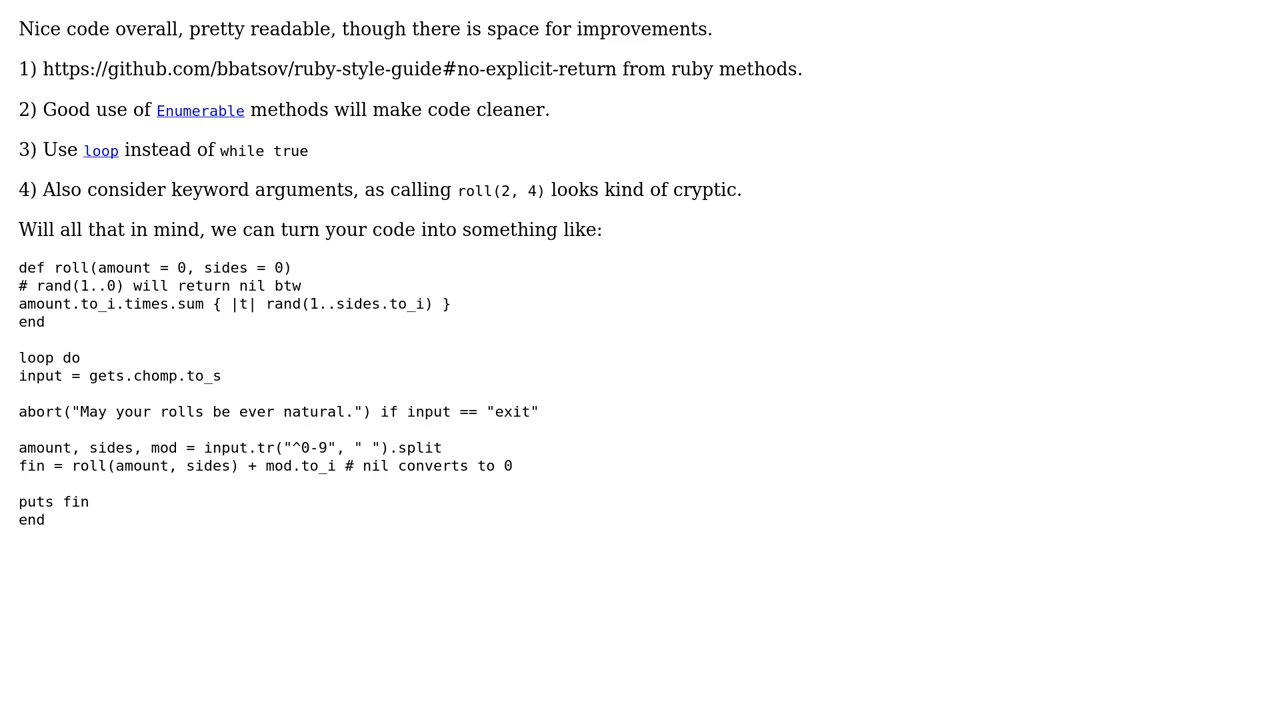 Nice code overall, pretty readable, though there is space for improvements.
1) https://github.com/bbatsov/ruby-style-guide#no-explicit-return from ruby methods.
2) Good use of Enumerable methods will make code cleaner.
3) Use loop instead of while true
4) Also consider keyword arguments, as calling roll(2, 4) looks kind of cryptic.
Will all that in mind, we can turn your code into something like:
def roll(amount = 0, sides = 0)
# rand(1..0) will return nil btw
amount.to_i.times.sum { |t| rand(1..sides.to_i) }
end
loop do
input = gets.chomp.to_s
abort("May your rolls be ever natural.") if input == "exit"
amount, sides, mod = input.tr("^0-9", " ").split
fin = roll(amount, sides) + mod.to_i # nil converts to 0
puts fin
end